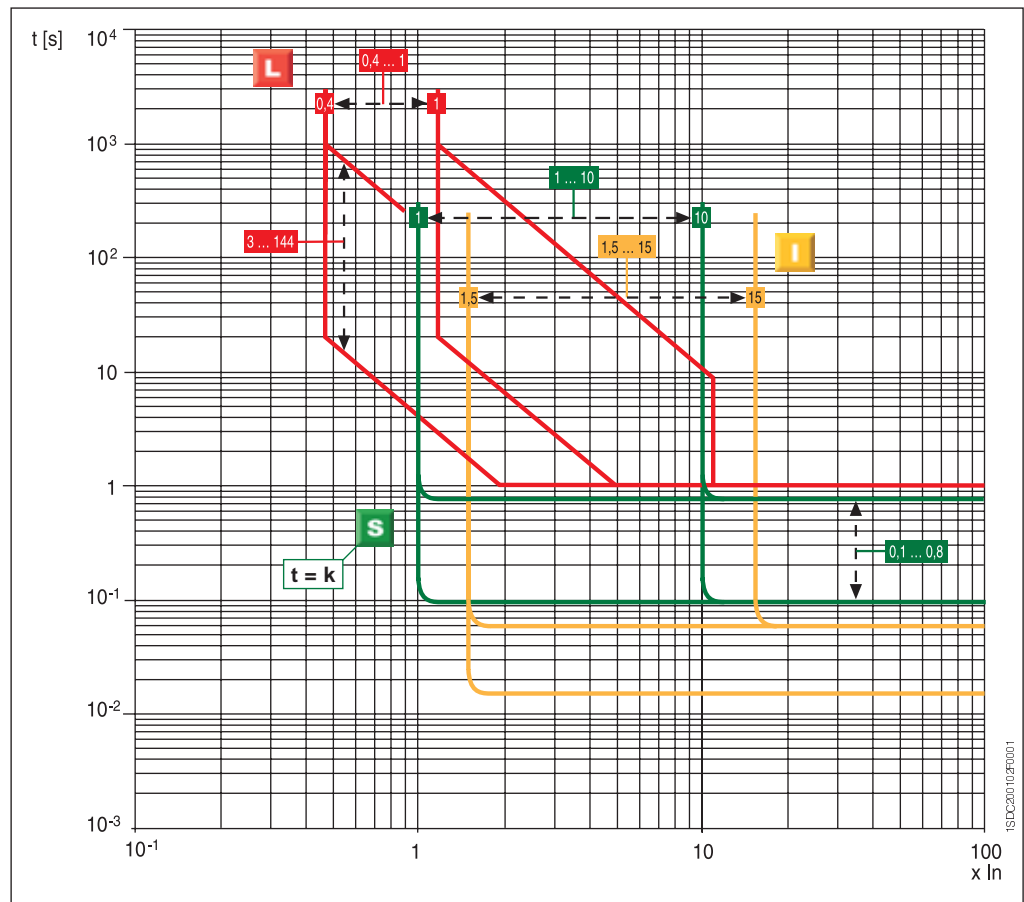 t [s]
10⁴
L
0,4 ... 1
0,4
1
10³
1 ... 10
1
10
3 ... 144
1,5 ... 15
I
10²
1,5
15
10
1
S
0,1 ... 0,8
t = k
10⁻¹
10⁻²
10⁻³
10⁻¹
1
10
100
x In
1SDC200102F0001